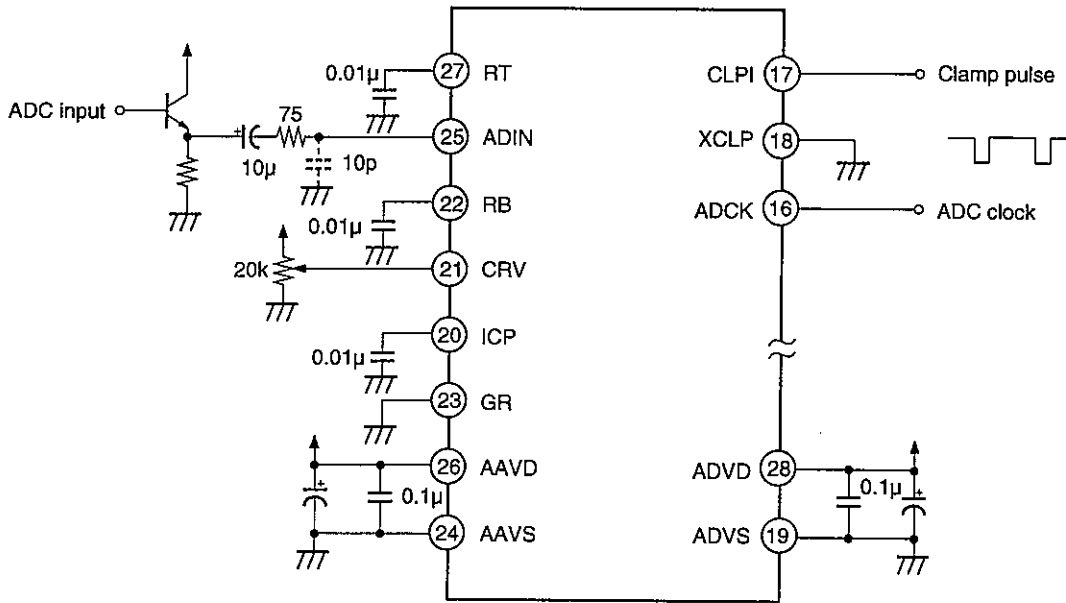 0.01μ
27 RT
CLPI 17
Clamp pulse
ADC input
75
25 ADIN
XCLP 18
+
10μ
10p
22 RB
0.01μ
ADCK 16
ADC clock
20k
21 CRV
20 ICP
0.01μ
23 GR
+
0.1μ
26 AAVD
24 AAVS
ADVD 28
0.1μ
+
ADVS 19